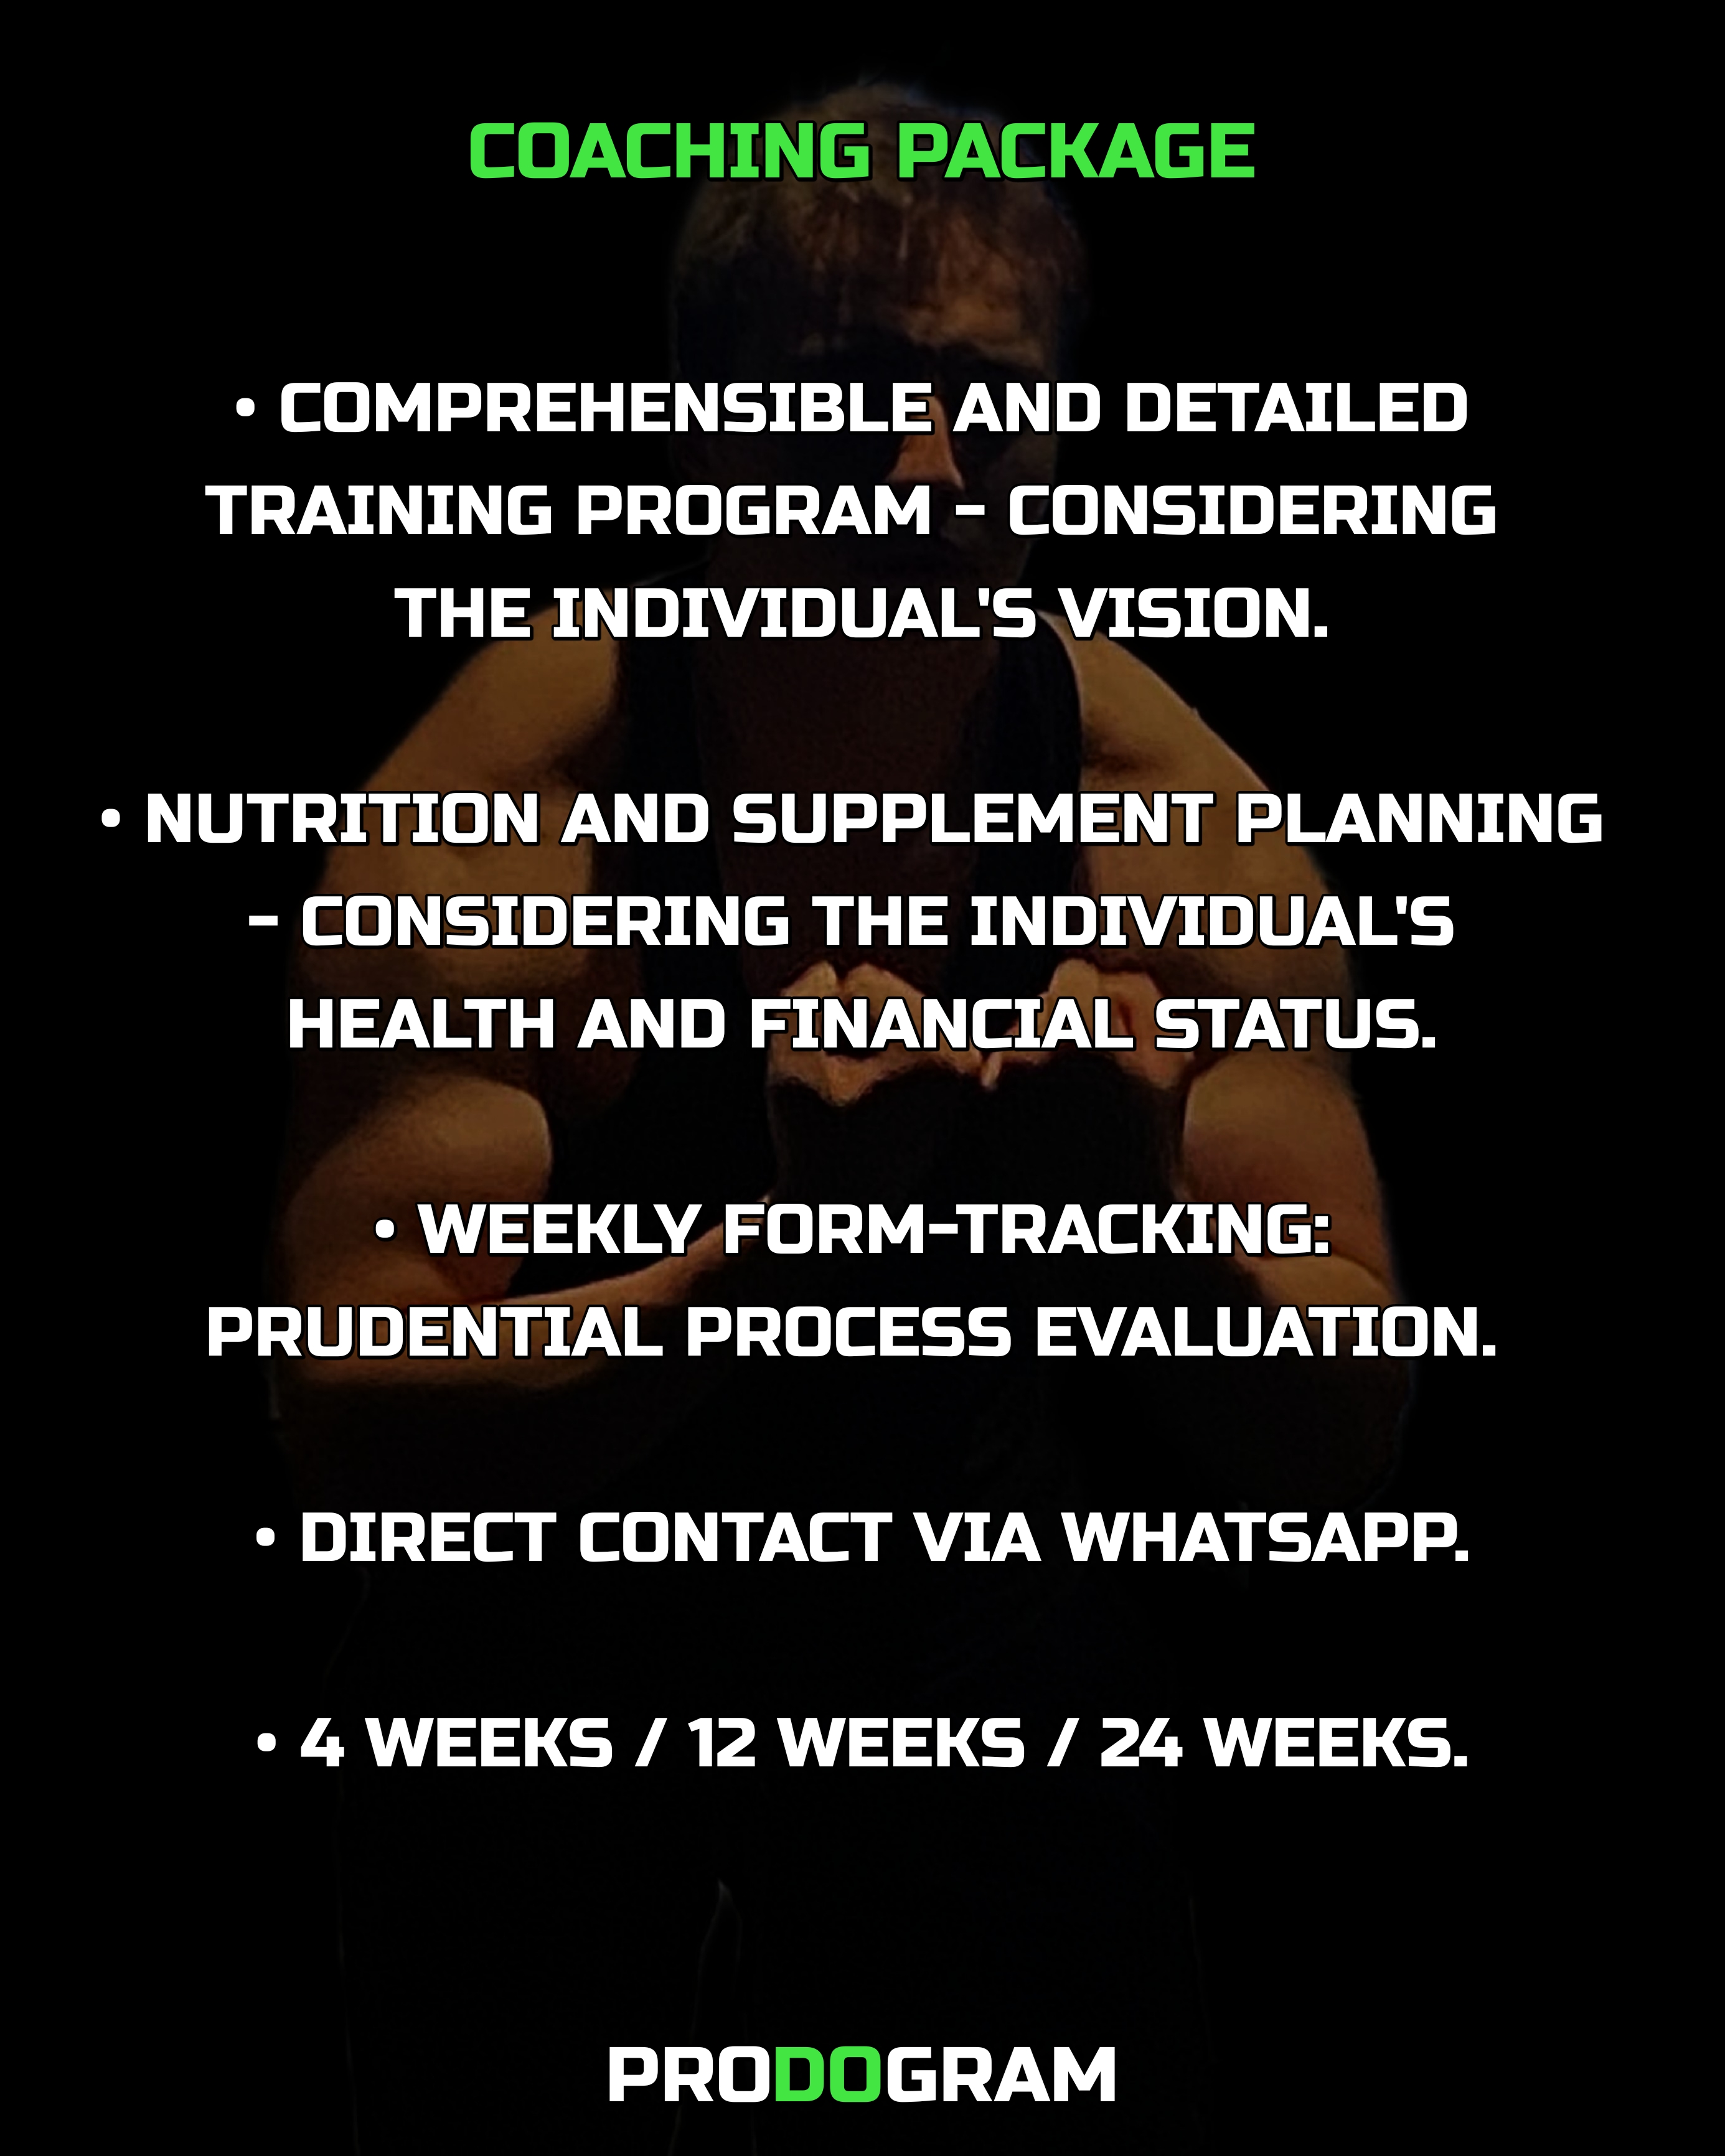 COACHING PACKAGE
• COMPREHENSIBLE AND DETAILED
TRAINING PROGRAM - CONSIDERING
THE INDIVIDUAL'S VISION.
• NUTRITION AND SUPPLEMENT PLANNING
- CONSIDERING THE INDIVIDUAL'S
HEALTH AND FINANCIAL STATUS.
• WEEKLY FORM-TRACKING:
PRUDENTIAL PROCESS EVALUATION.
• DIRECT CONTACT VIA WHATSAPP.
• 4 WEEKS / 12 WEEKS / 24 WEEKS.
PRODOGRAM